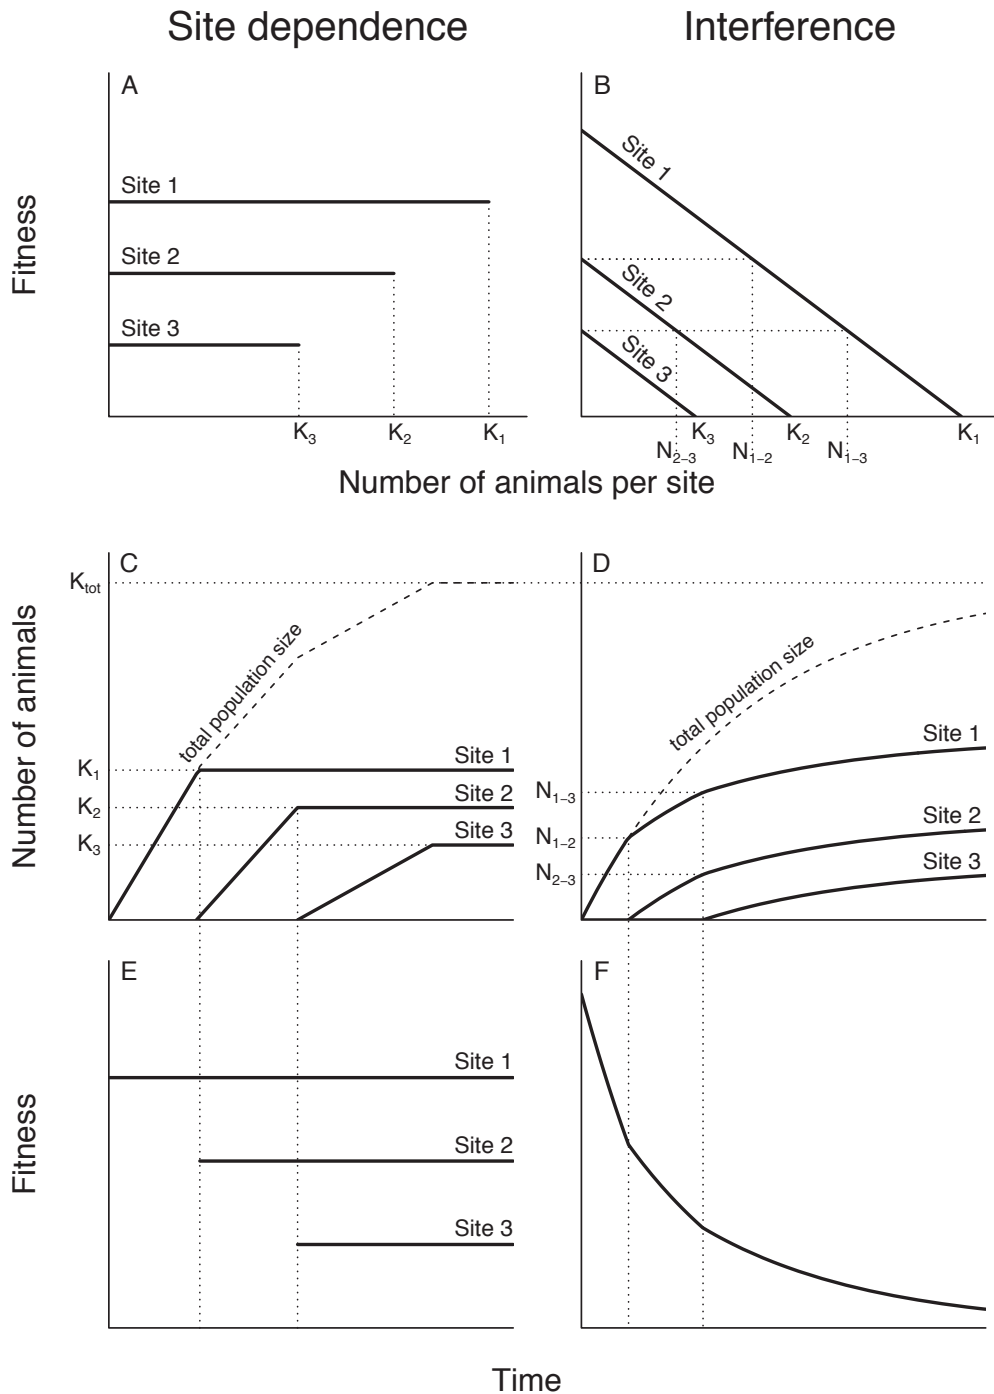 Site dependence
Interference
A
Fitness
Site 1
Site 2
Site 3
K₃
K₂
K₁
B
Site 1
Site 2
Site 3
K₃
K₂
K₁
N₂₋₃
N₁₋₂
N₁₋₃
Number of animals per site
C
Number of animals
Kₜₒₜ
K₁
K₂
K₃
total population size
Site 1
Site 2
Site 3
D
N₁₋₃
N₁₋₂
N₂₋₃
total population size
Site 1
Site 2
Site 3
E
Fitness
Site 1
Site 2
Site 3
F
Time